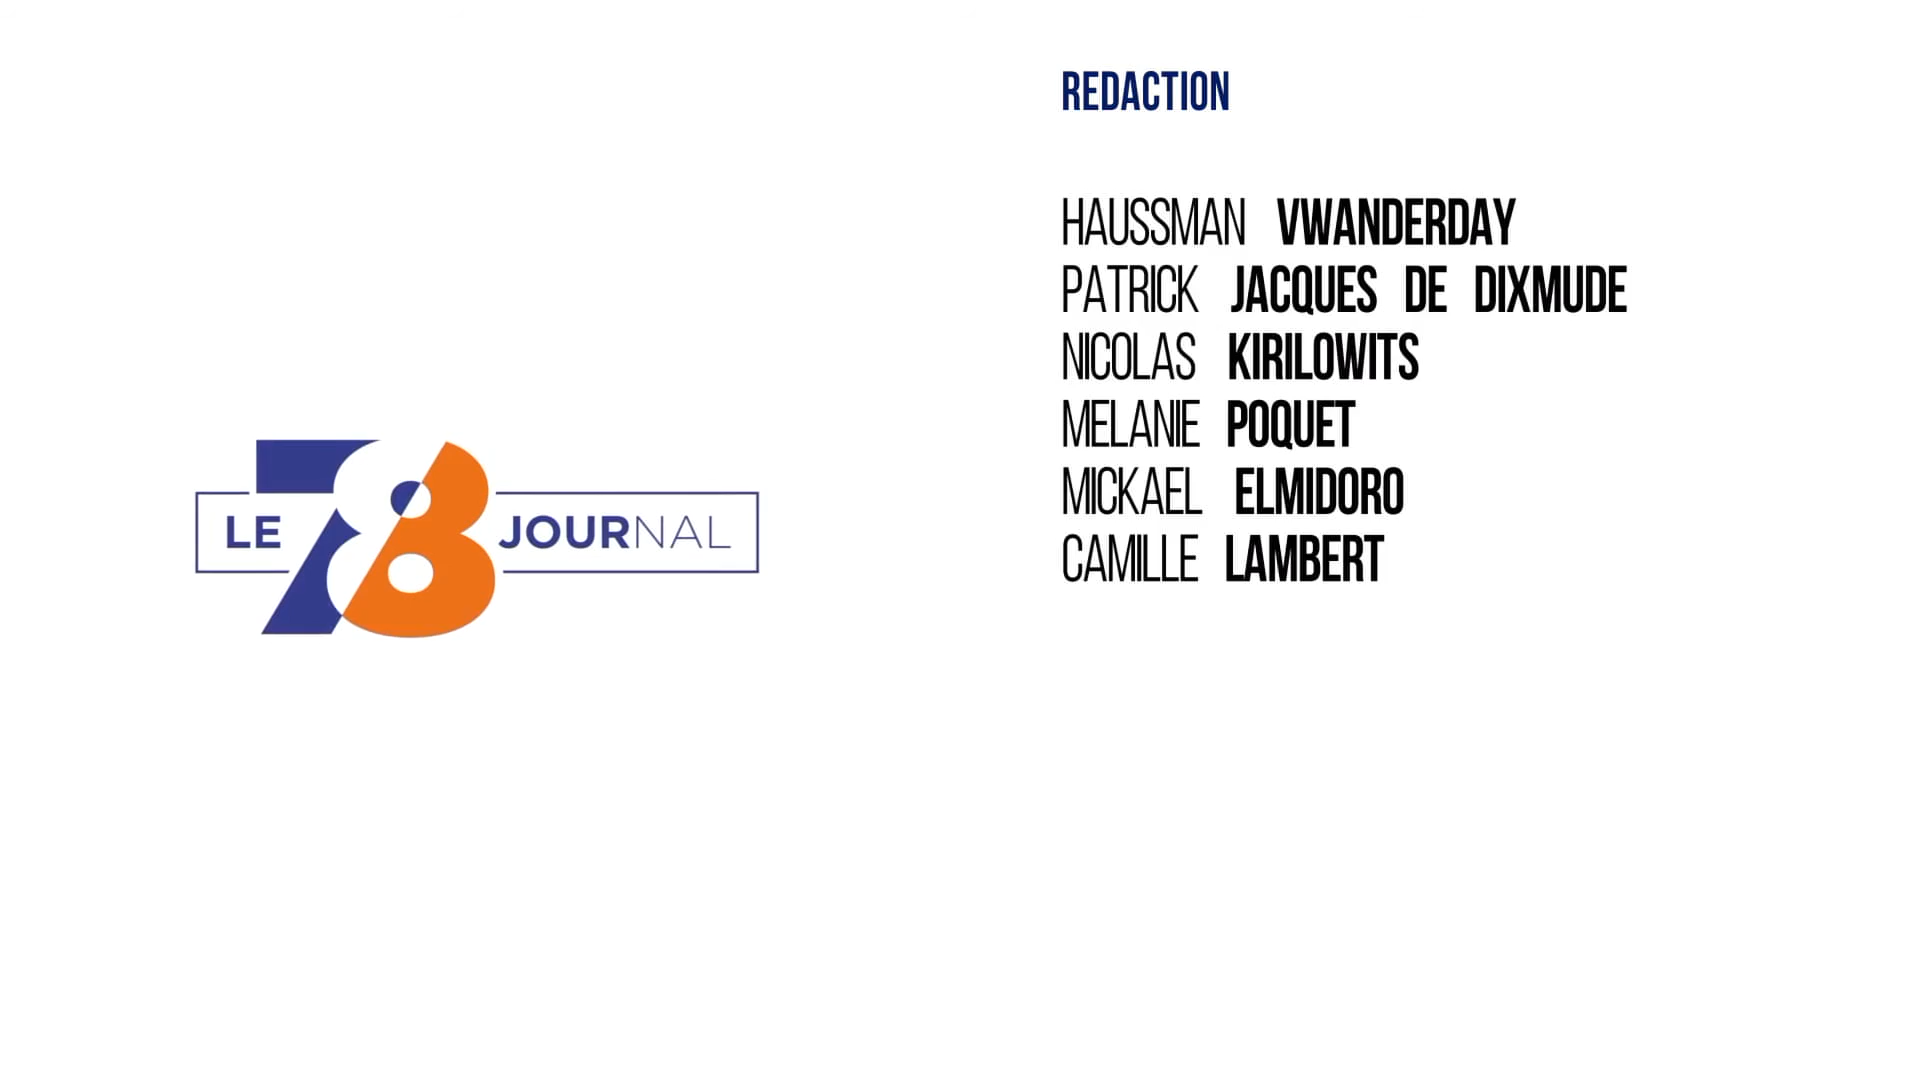 LE 78 JOURNAL
REDACTION
HAUSSMAN VWANDERDAY
PATRICK JACQUES DE DIXMUDE
NICOLAS KIRILOWITS
MELANIE POQUET
MICKAEL ELMIDORO
CAMILLE LAMBERT